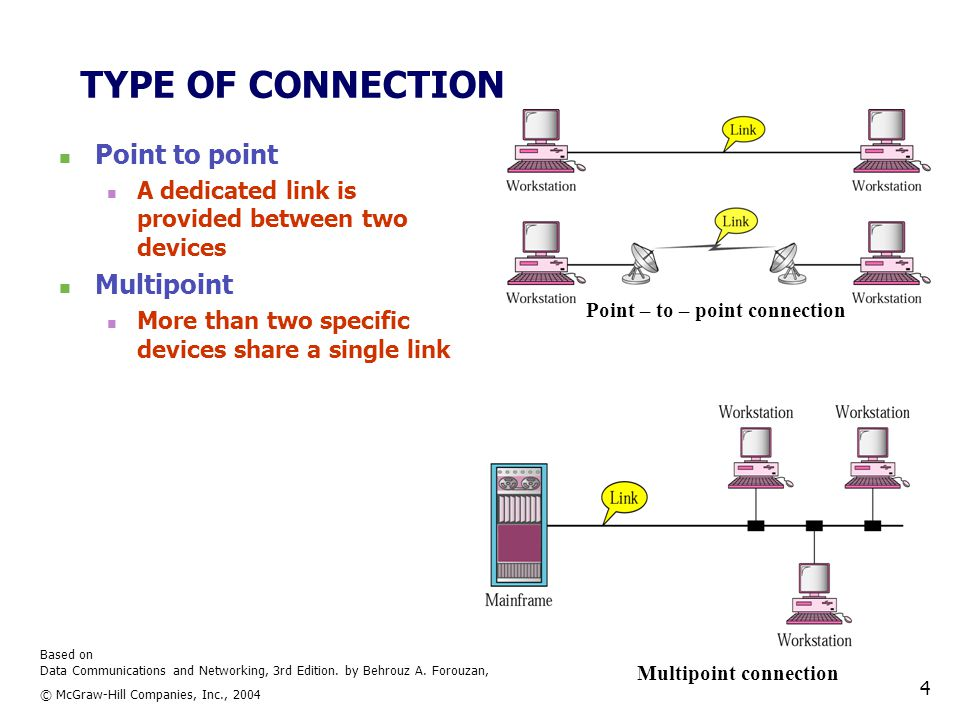 TYPE OF CONNECTION
Point to point
A dedicated link is
provided between two
devices
Multipoint
More than two specific
devices share a single link
Link
Workstation
Workstation
Link
Workstation
Workstation
Point – to – point connection
Workstation
Workstation
Link
Mainframe
Workstation
Multipoint connection
Based on
Data Communications and Networking, 3rd Edition. by Behrouz A. Forouzan,
© McGraw-Hill Companies, Inc., 2004
4